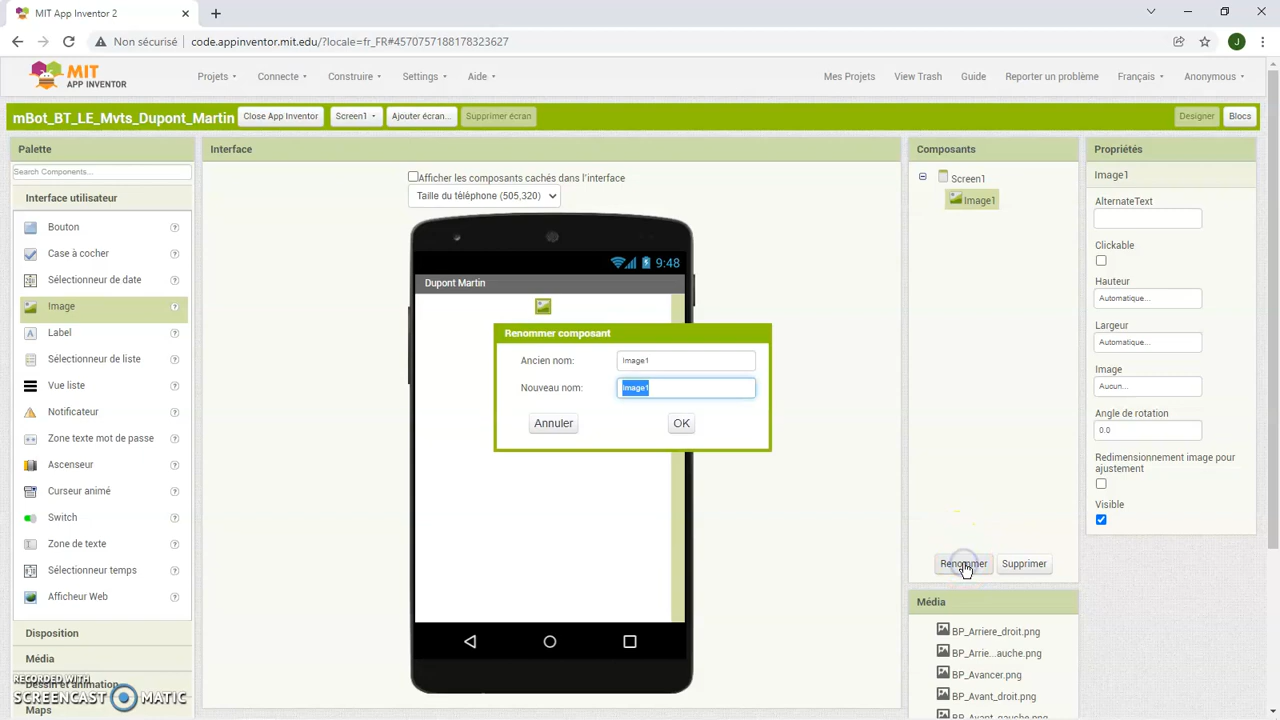 MIT App Inventor 2
Non sécurisé
code.appinventor.mit.edu/?locale=fr_FR#4570757188178323627
J
MIT
APP INVENTOR
Projets
Connecte
Construire
Settings
Aide
Mes Projets
View Trash
Guide
Reporter un problème
Français
Anonymous
mBot_BT_LE_Mvts_Dupont_Martin
Close App Inventor
Screen1
Ajouter écran...
Supprimer écran
Designer
Blocs
Palette
Search Components...
Interface utilisateur
Bouton
Case à cocher
Sélectionneur de date
Image
Label
Sélectionneur de liste
Vue liste
Notificateur
Zone texte mot de passe
Ascenseur
Curseur animé
Switch
Zone de texte
Sélectionneur temps
Afficheur Web
Disposition
Média
Dessin et animation
Maps
RECORDED WITH
SCREENCAST MATIC
Interface
Afficher les composants cachés dans l'interface
Taille du téléphone (505,320)
9:48
Dupont Martin
Renommer composant
Ancien nom:
Image1
Nouveau nom:
Image1
Annuler
OK
Composants
Screen1
Image1
Renommer
Supprimer
Média
BP_Arriere_droit.png
BP_Arrie...auche.png
BP_Avancer.png
BP_Avant_droit.png
BP_Avant_gauche.png
Propriétés
Image1
AlternateText
Clickable
Hauteur
Automatique...
Largeur
Automatique...
Image
Aucun...
Angle de rotation
0.0
Redimensionnement image pour
ajustement
Visible